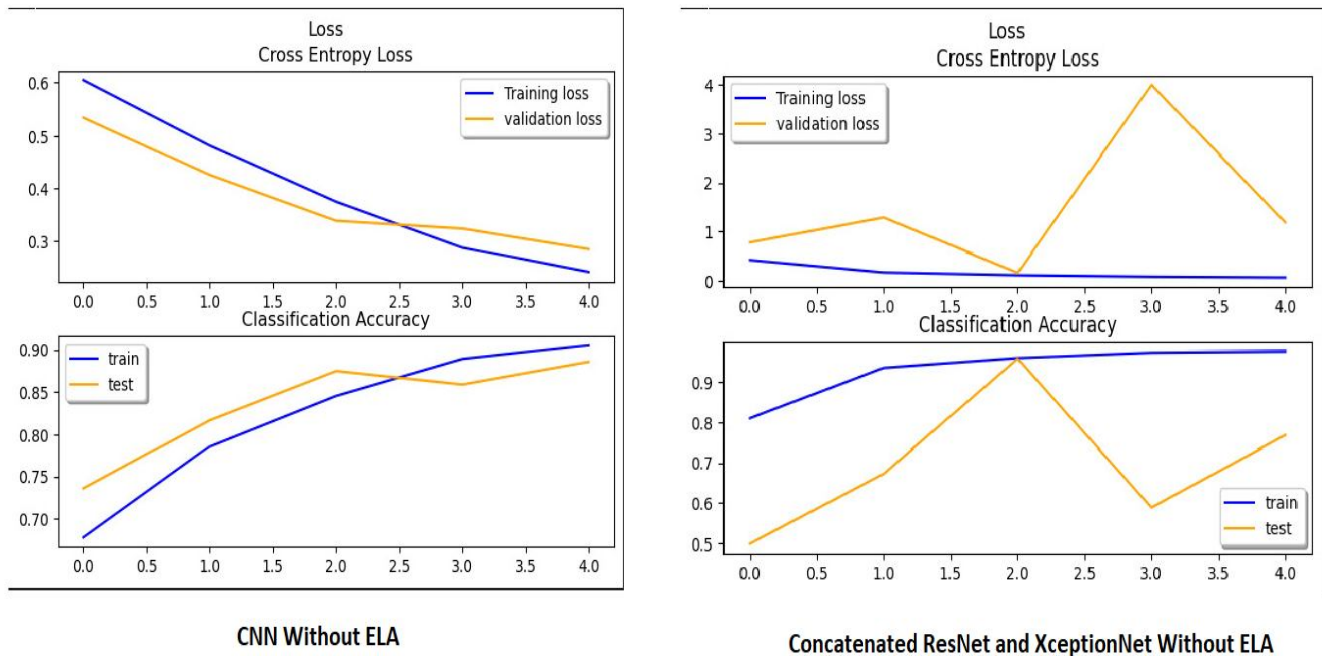 Loss
Cross Entropy Loss
0.6
0.5
0.4
0.3
Training loss
validation loss
0.0 0.5 1.0 1.5 2.0 2.5 3.0 3.5 4.0
Classification Accuracy
0.90
0.85
0.80
0.75
0.70
train
test
0.0 0.5 1.0 1.5 2.0 2.5 3.0 3.5 4.0
CNN Without ELA
Loss
Cross Entropy Loss
4
3
2
1
0
Training loss
validation loss
0.0 0.5 1.0 1.5 2.0 2.5 3.0 3.5 4.0
Classification Accuracy
0.9
0.8
0.7
0.6
0.5
train
test
0.0 0.5 1.0 1.5 2.0 2.5 3.0 3.5 4.0
Concatenated ResNet and XceptionNet Without ELA